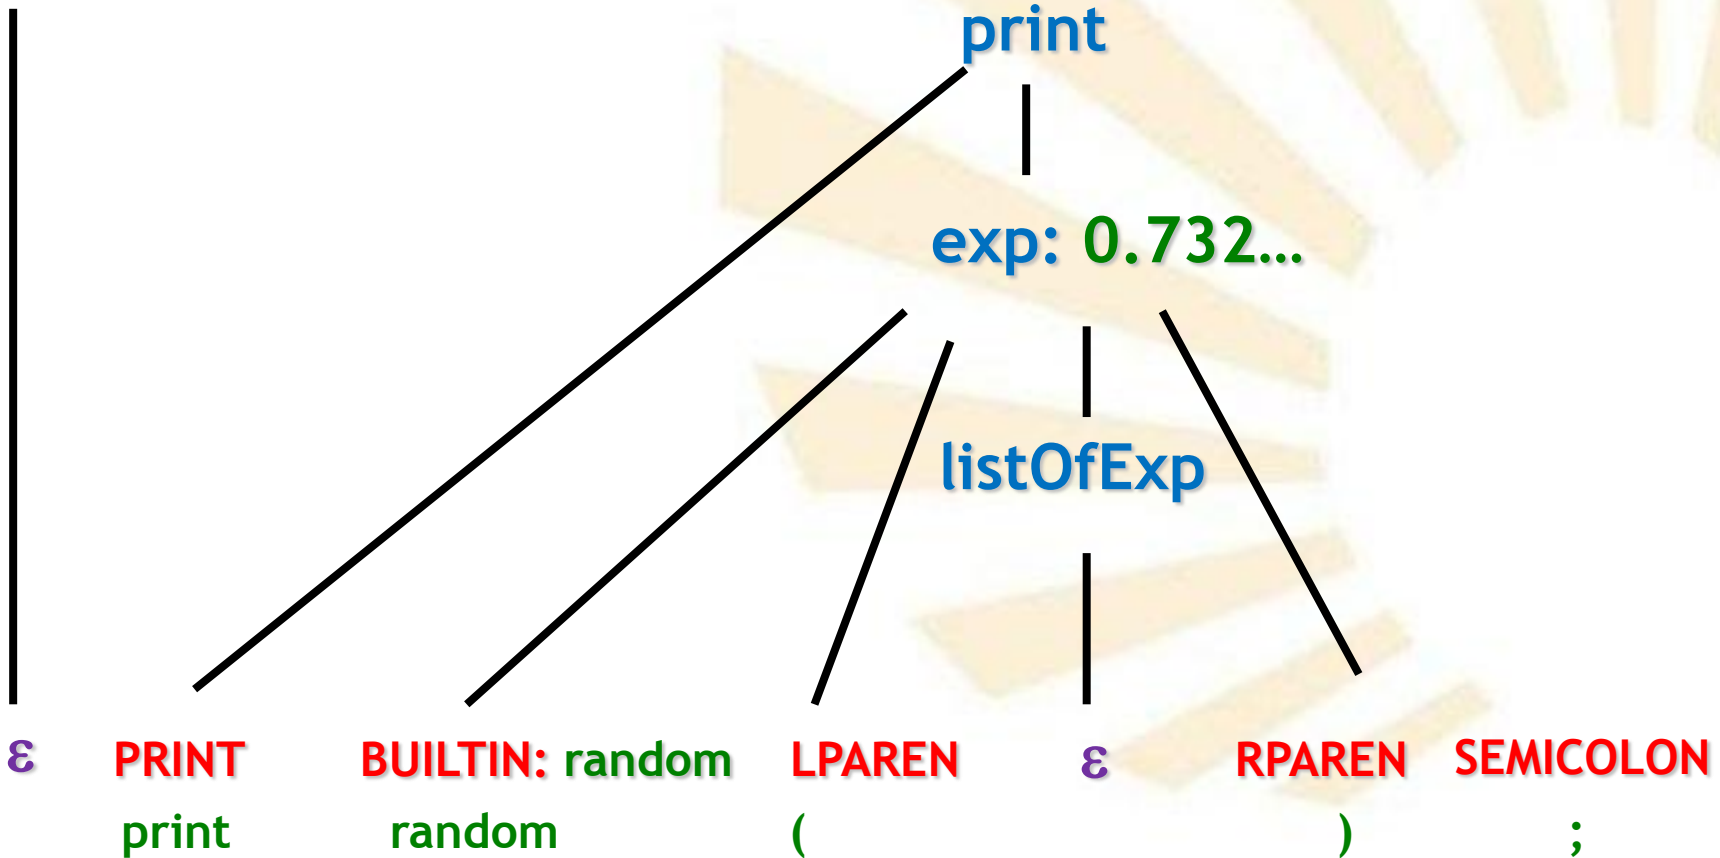 print
exp: 0.732...
listOfExp
ε PRINT BUILTIN: random LPAREN ε RPAREN SEMICOLON
print random ( ) ;